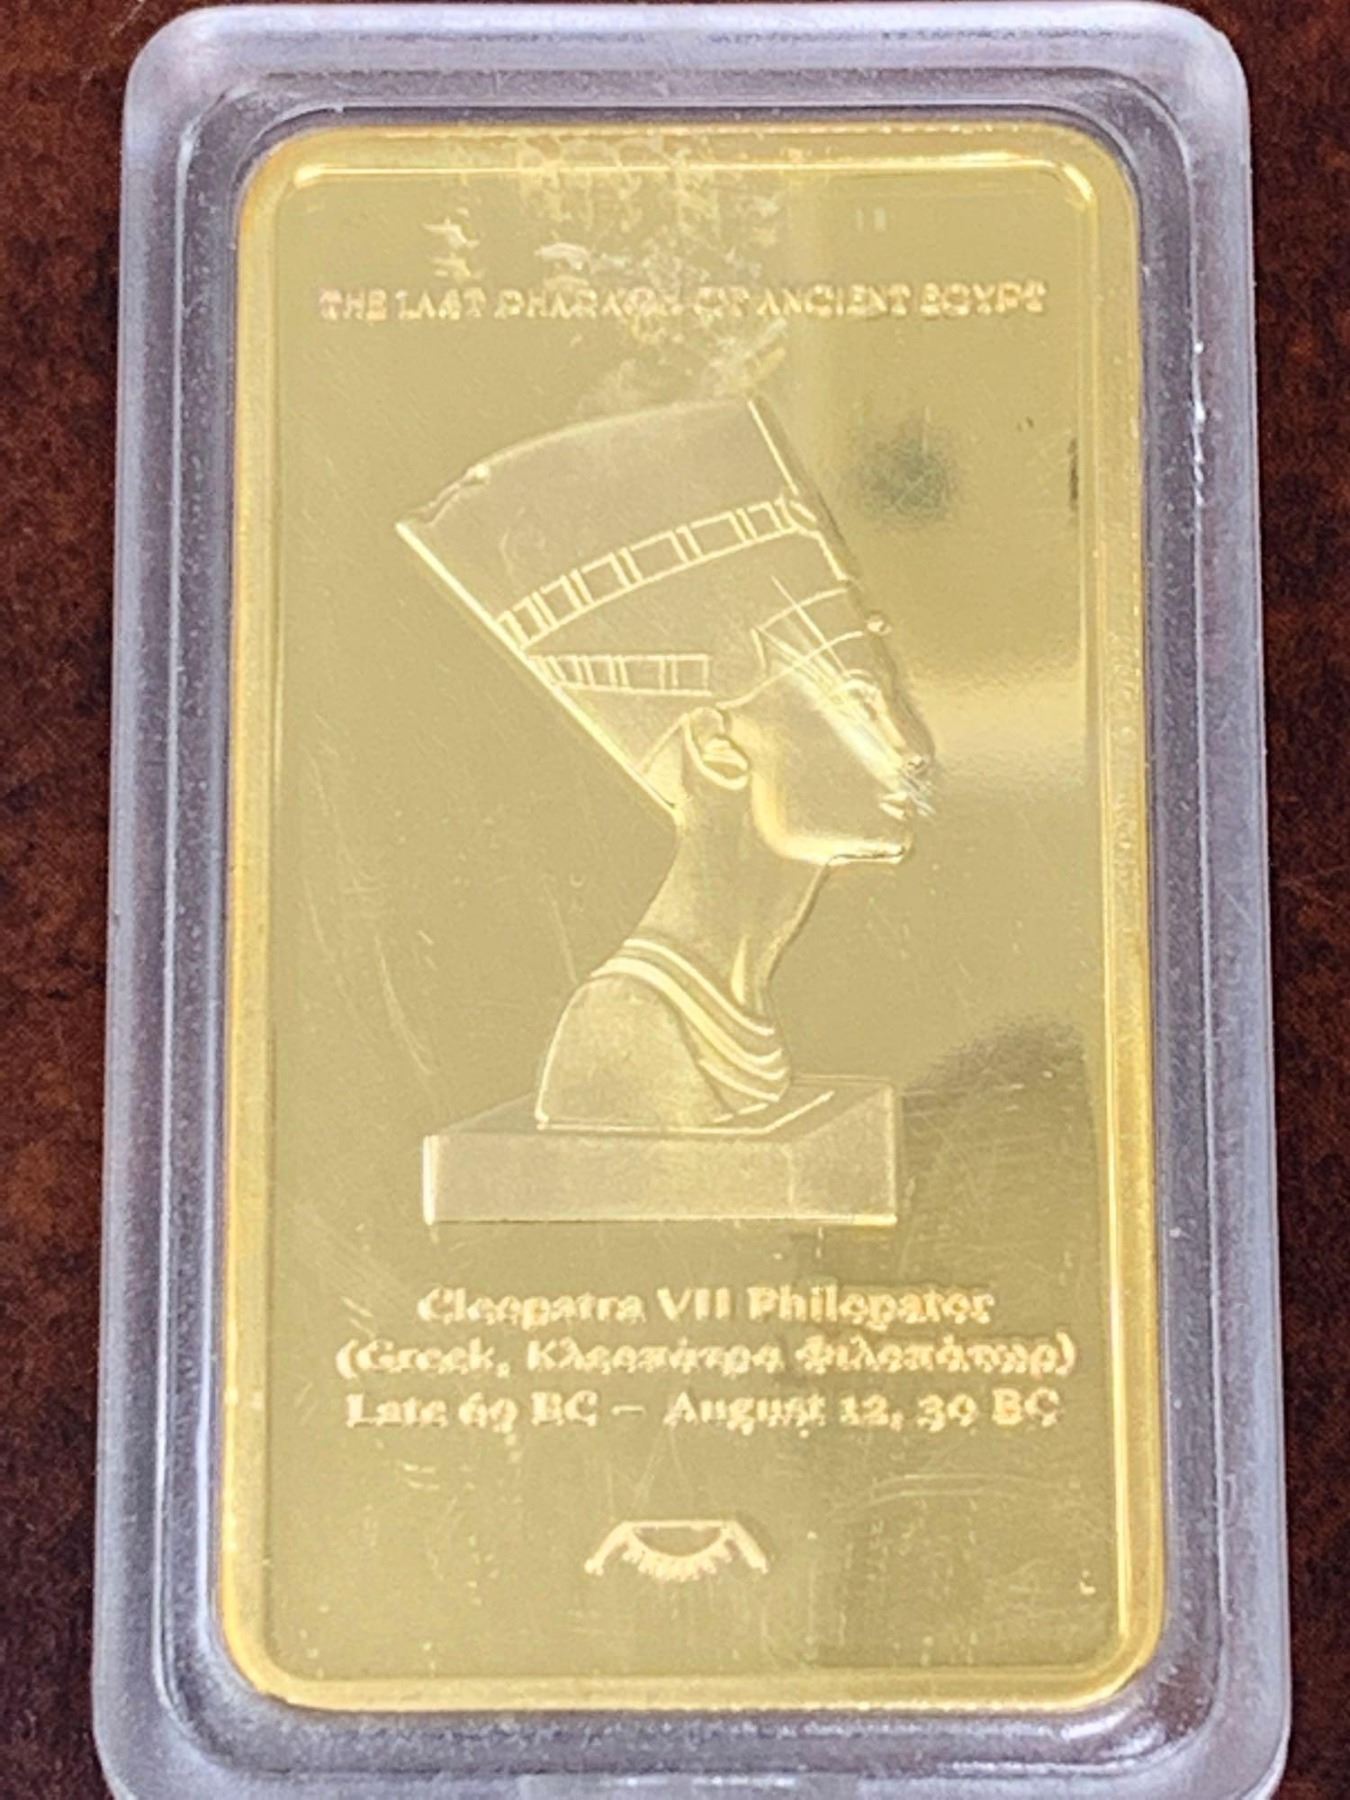 THE LAST PHARAOH OF ANCIENT EGYPT
Cleopatra VII Philopator
(Greek, Κλεοπάτρα Φιλοπάτωρ)
Late 69 BC – August 12, 30 BC